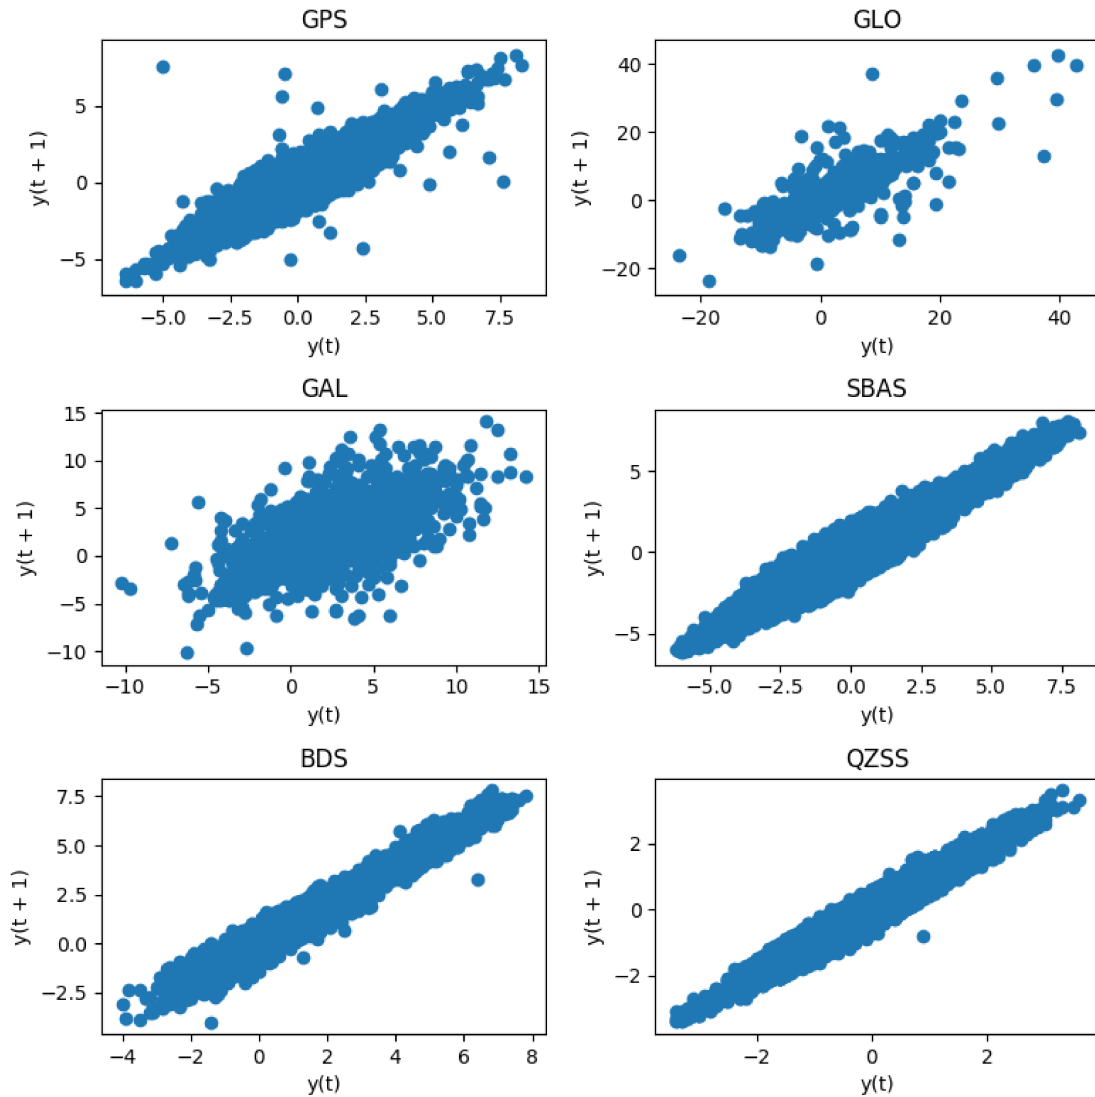 GPS
5
0
−5
y(t + 1)
−5.0 −2.5 0.0 2.5 5.0 7.5
y(t)
GLO
40
20
0
−20
y(t + 1)
−20 0 20 40
y(t)
GAL
15
10
5
0
−5
−10
y(t + 1)
−10 −5 0 5 10 15
y(t)
SBAS
5
0
−5
y(t + 1)
−5.0 −2.5 0.0 2.5 5.0 7.5
y(t)
BDS
7.5
5.0
2.5
0.0
−2.5
y(t + 1)
−4 −2 0 2 4 6 8
y(t)
QZSS
2
0
−2
y(t + 1)
−2 0 2
y(t)